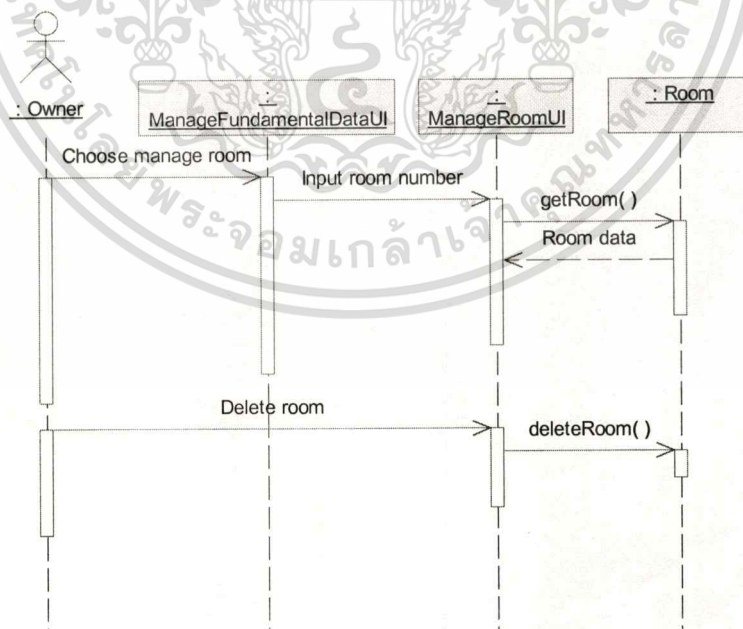 : Owner
:
ManageFundamentalDataUI
:
ManageRoomUI
: Room
Choose manage room
Input room number
getRoom( )
Room data
Delete room
deleteRoom( )